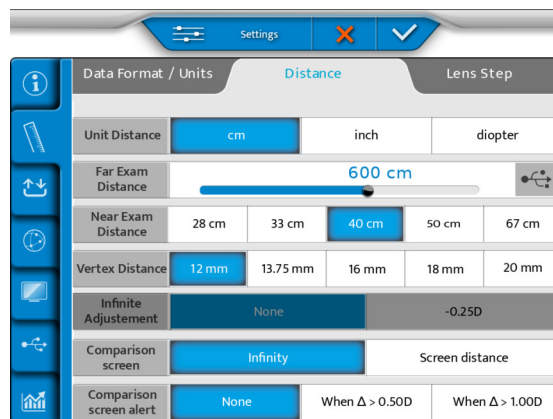 Settings
Data Format / Units Distance Lens Step
Unit Distance cm inch diopter
600 cm
Far Exam
Distance
Near Exam
Distance
28 cm 33 cm 40 cm 50 cm 67 cm
Vertex Distance 12 mm 13.75 mm 16 mm 18 mm 20 mm
Infinite
Adjustement
None -0.25D
Comparison
screen
Infinity Screen distance
Comparison
screen alert
None When Δ > 0.50D When Δ > 1.00D